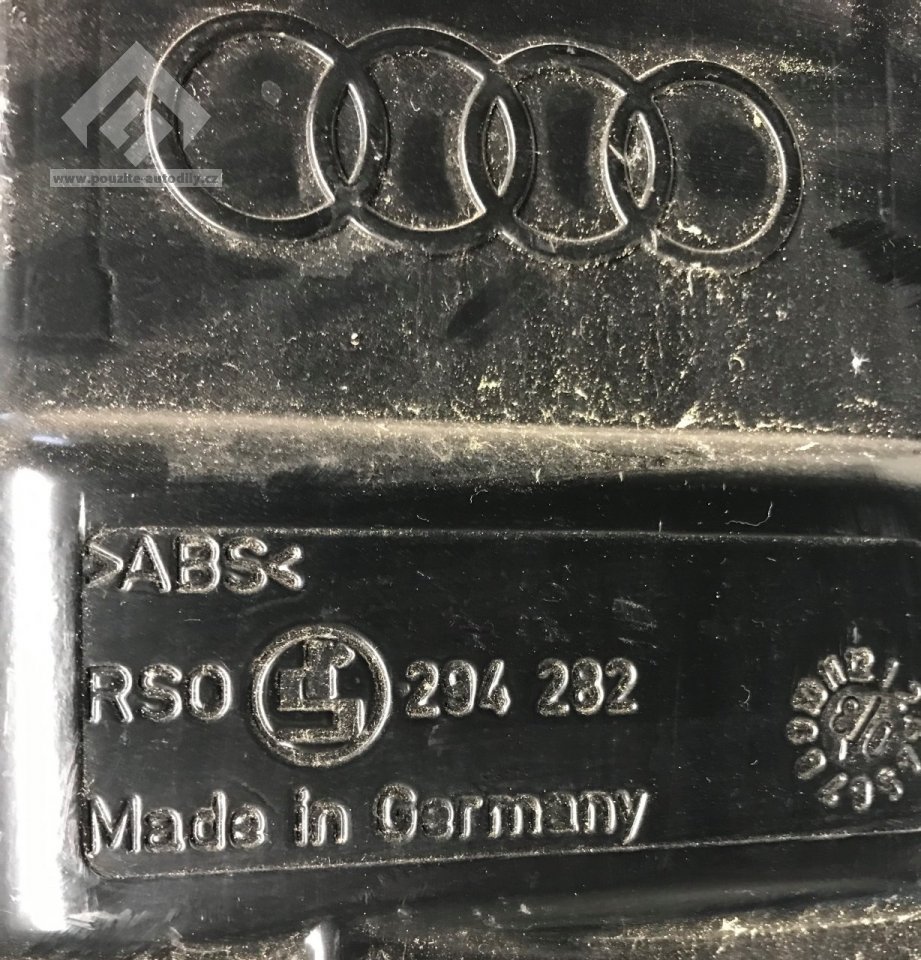 www.pouzite-autodily.cz
>ABS<
RSO 294 282
Made in Germany